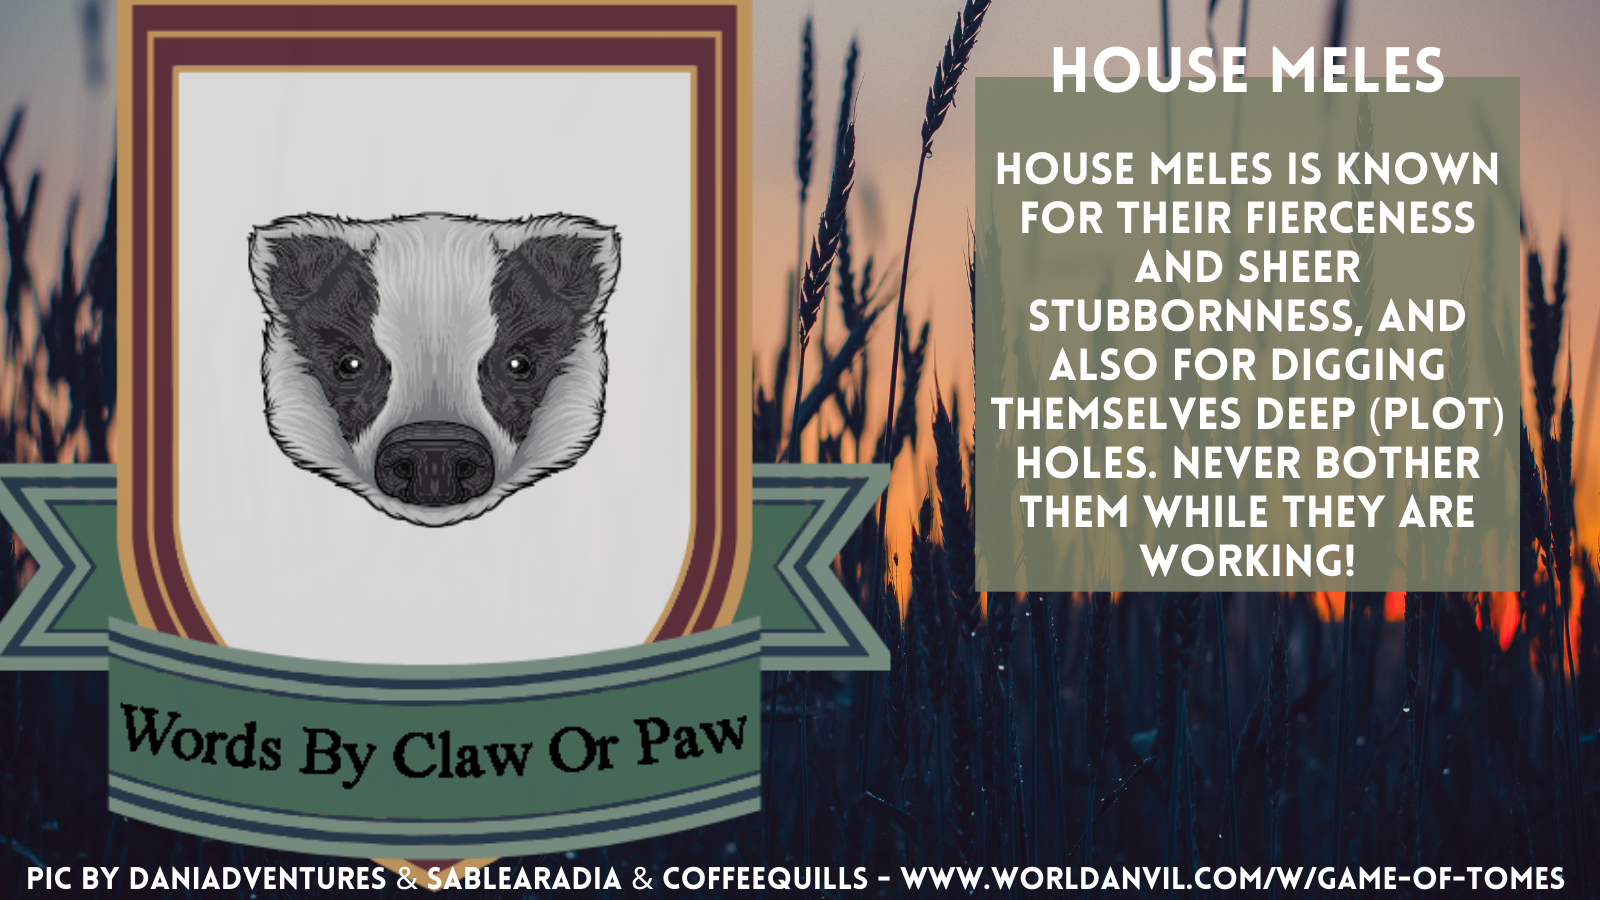 HOUSE MELES
HOUSE MELES IS KNOWN
FOR THEIR FIERCENESS
AND SHEER
STUBBORNNESS, AND
ALSO FOR DIGGING
THEMSELVES DEEP (PLOT)
HOLES. NEVER BOTHER
THEM WHILE THEY ARE
WORKING!
Words By Claw Or Paw
PIC BY DANIADVENTURES & SABLEARADIA & COFFEEQUILLS - WWW.WORLDANVIL.COM/W/GAME-OF-TOMES